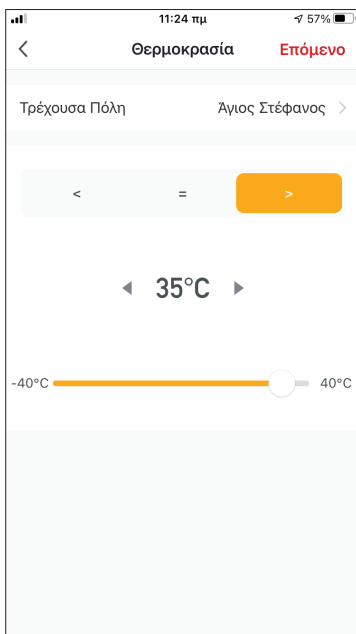 11:24 πμ 57%
Θερμοκρασία Επόμενο
Τρέχουσα Πόλη Άγιος Στέφανος
< = >
35°C
-40°C 40°C